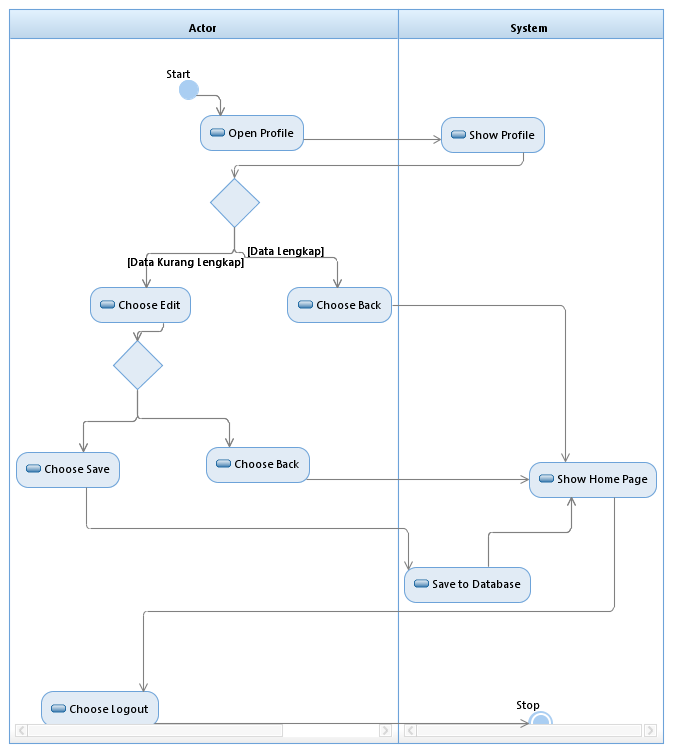 Actor
System
Start
Open Profile
Show Profile
[Data Lengkap]
[Data Kurang Lengkap]
Choose Edit
Choose Back
Choose Save
Choose Back
Show Home Page
Save to Database
Choose Logout
Stop